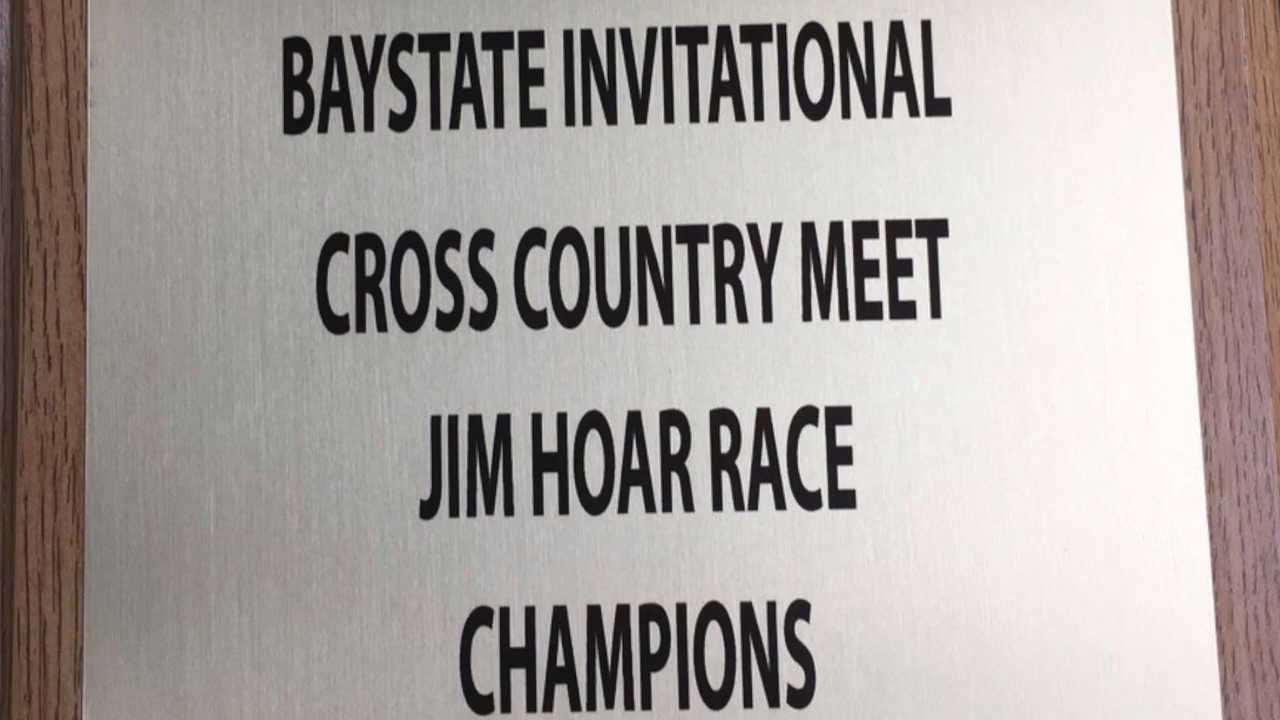 BAYSTATE INVITATIONAL
CROSS COUNTRY MEET
JIM HOAR RACE
CHAMPIONS